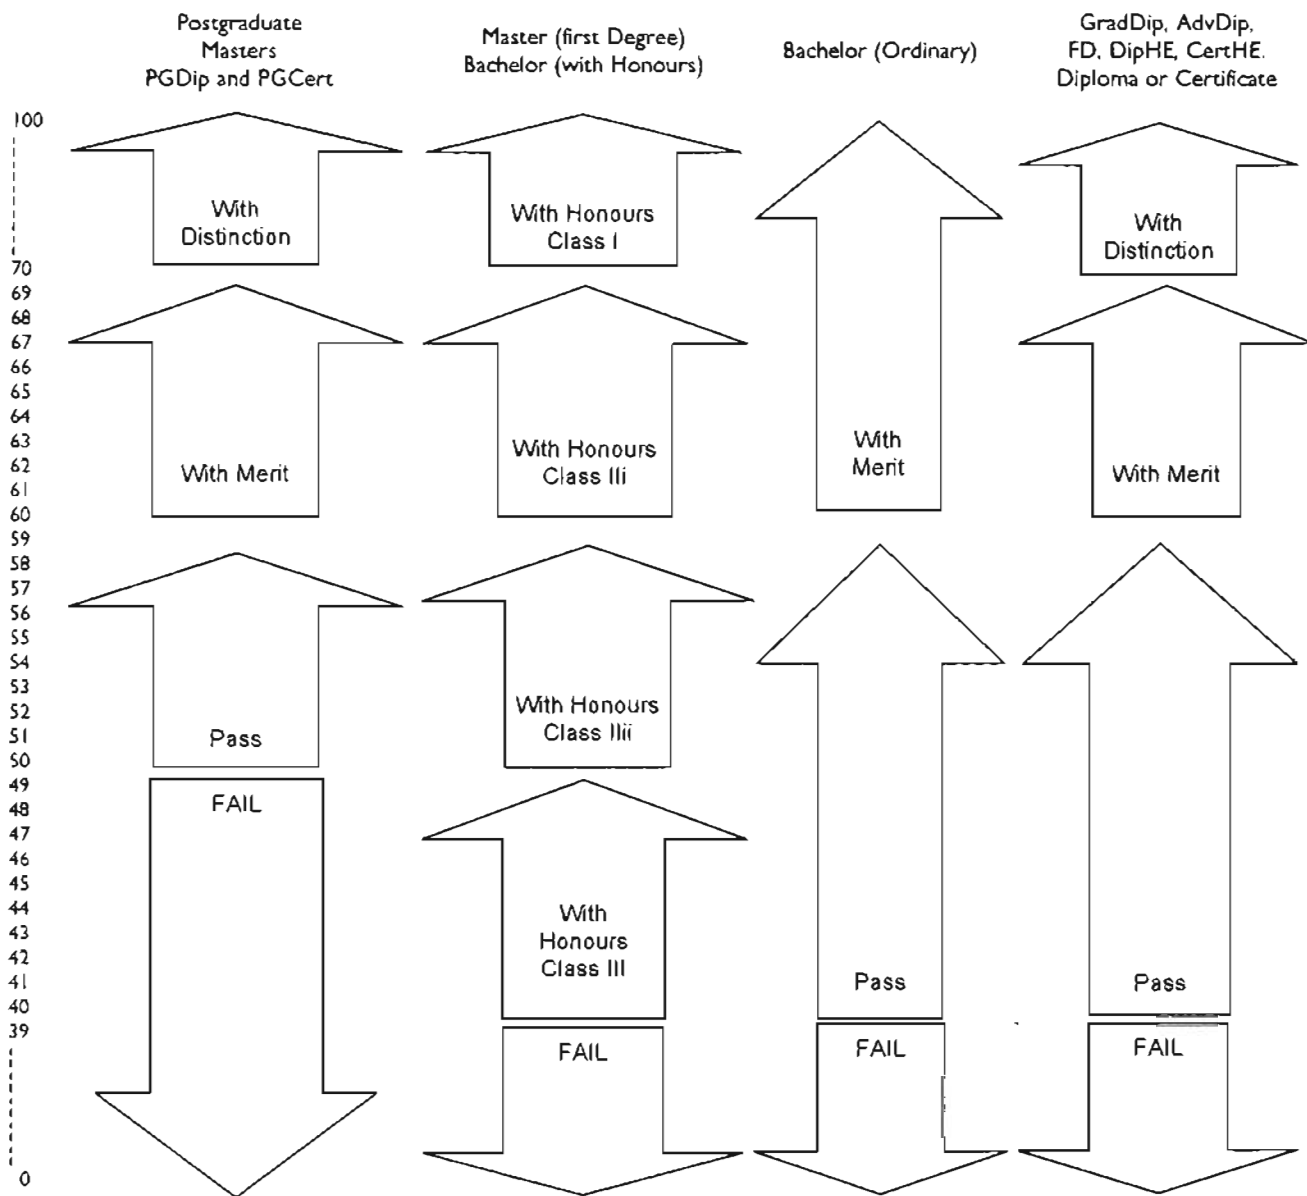 Postgraduate
Masters
PGDip and PGCert
Master (first Degree)
Bachelor (with Honours)
Bachelor (Ordinary)
GradDip, AdvDip,
FD, DipHE, CertHE.
Diploma or Certificate
100
70
69
68
67
66
65
64
63
62
61
60
59
58
57
56
55
54
53
52
51
50
49
48
47
46
45
44
43
42
41
40
39
0
With
Distinction
With Merit
Pass
FAIL
With Honours
Class I
With Honours
Class IIi
With Honours
Class IIii
With
Honours
Class III
FAIL
With
Merit
Pass
FAIL
With
Distinction
With Merit
Pass
FAIL